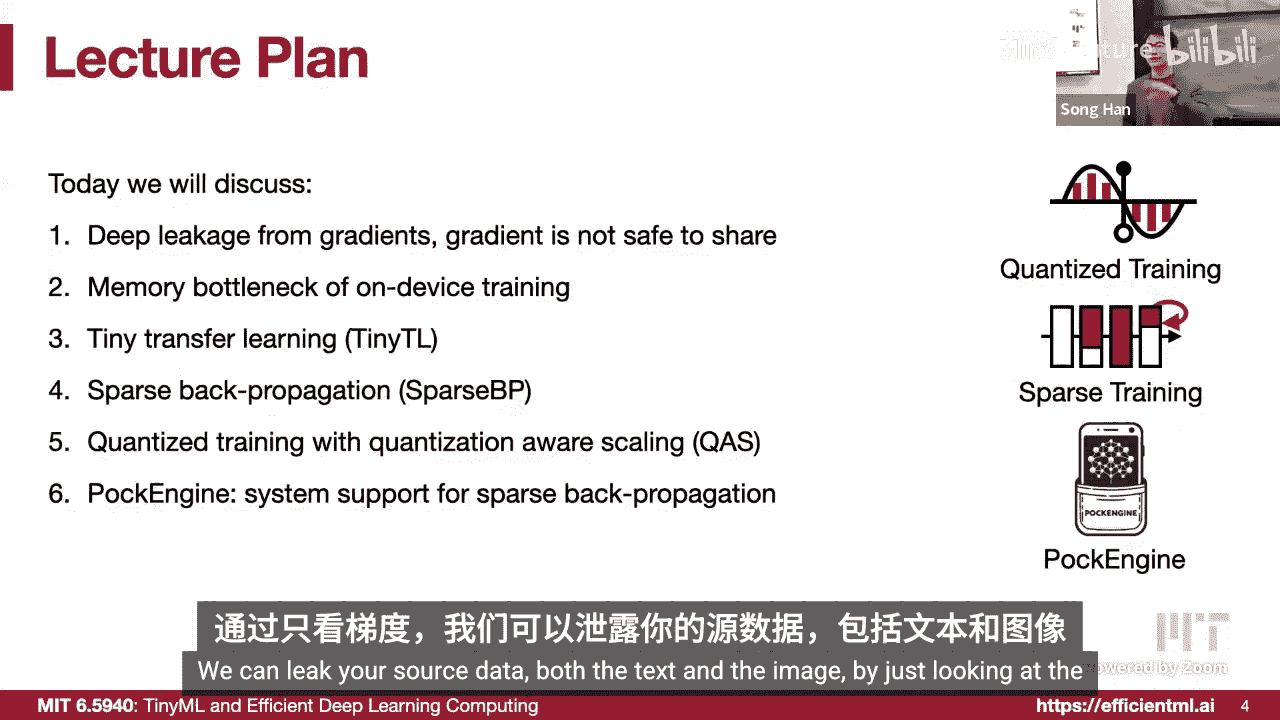 Lecture Plan
bilibili
Song Han
Today we will discuss:
1. Deep leakage from gradients, gradient is not safe to share
2. Memory bottleneck of on-device training
3. Tiny transfer learning (TinyTL)
4. Sparse back-propagation (SparseBP)
5. Quantized training with quantization aware scaling (QAS)
6. PockEngine: system support for sparse back-propagation
Quantized Training
Sparse Training
POCKENGINE
PockEngine
通过只看梯度，我们可以泄露你的源数据，包括文本和图像
We can leak your source data, both the text and the image, by just looking at the
MIT
Powered by Zoom
MIT 6.5940: TinyML and Efficient Deep Learning Computing
https://efficientml.ai
4